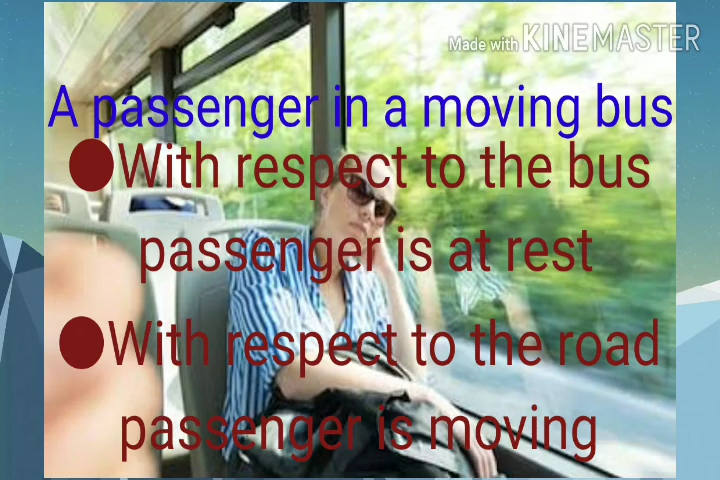 Made with KINEMASTER
A passenger in a moving bus
●With respect to the bus
passenger is at rest
●With respect to the road
passenger is moving